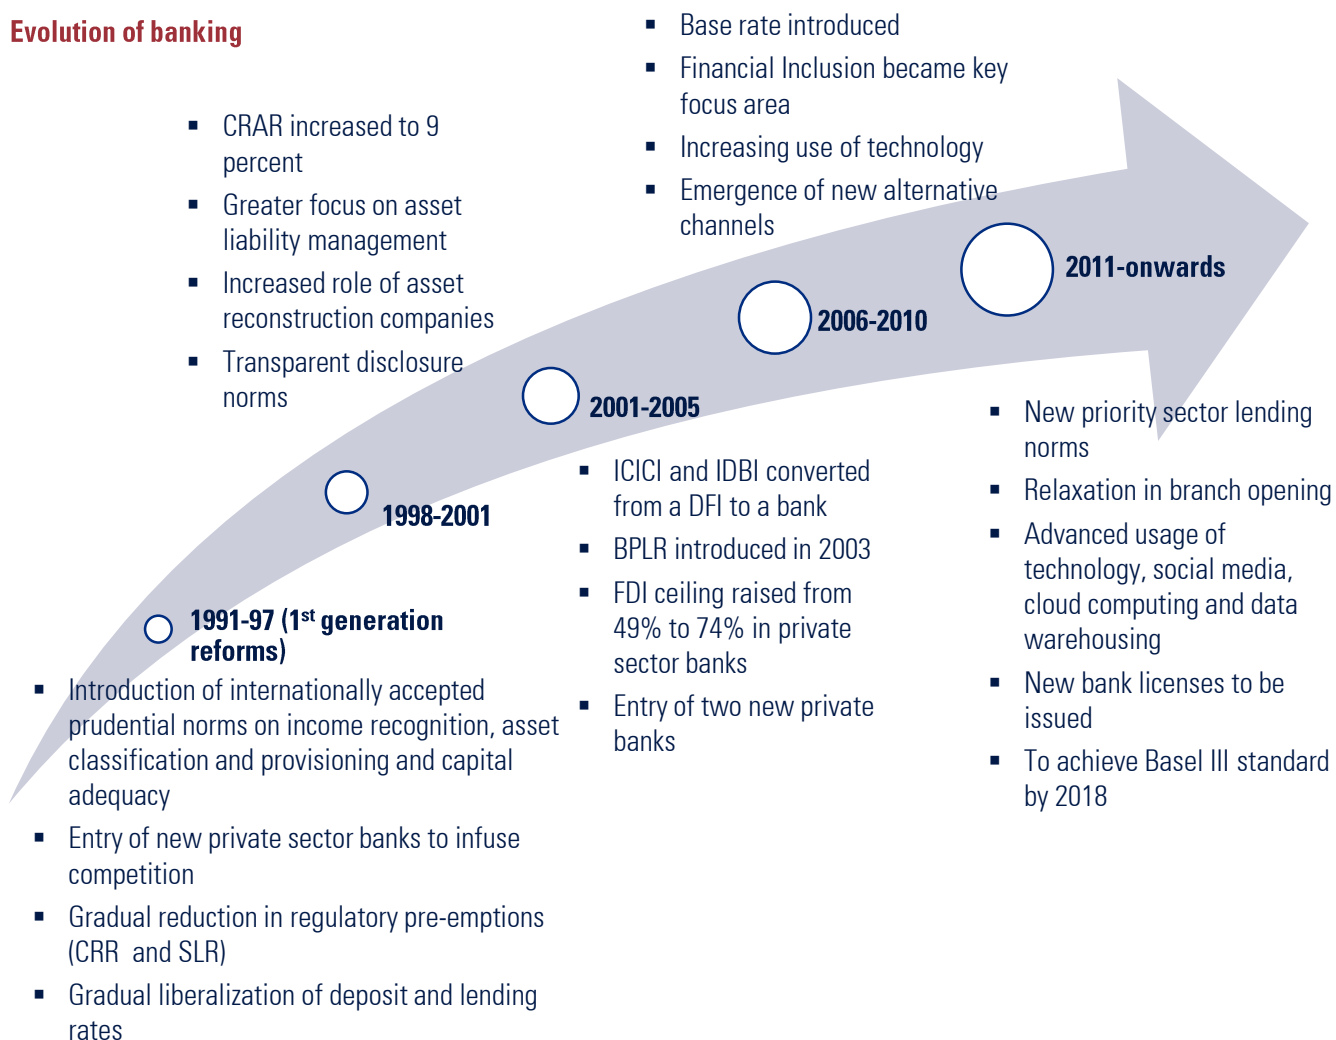 Evolution of banking
▪ Base rate introduced
▪ Financial Inclusion became key
focus area
▪ Increasing use of technology
▪ Emergence of new alternative
channels
▪ CRAR increased to 9
percent
▪ Greater focus on asset
liability management
▪ Increased role of asset
reconstruction companies
▪ Transparent disclosure
norms
2011-onwards
2006-2010
2001-2005
1998-2001
1991-97 (1st generation
reforms)
▪ Introduction of internationally accepted
prudential norms on income recognition, asset
classification and provisioning and capital
adequacy
▪ Entry of new private sector banks to infuse
competition
▪ Gradual reduction in regulatory pre-emptions
(CRR  and SLR)
▪ Gradual liberalization of deposit and lending
rates
▪ ICICI and IDBI converted
from a DFI to a bank
▪ BPLR introduced in 2003
▪ FDI ceiling raised from
49% to 74% in private
sector banks
▪ Entry of two new private
banks
▪ New priority sector lending
norms
▪ Relaxation in branch opening
▪ Advanced usage of
technology, social media,
cloud computing and data
warehousing
▪ New bank licenses to be
issued
▪ To achieve Basel III standard
by 2018